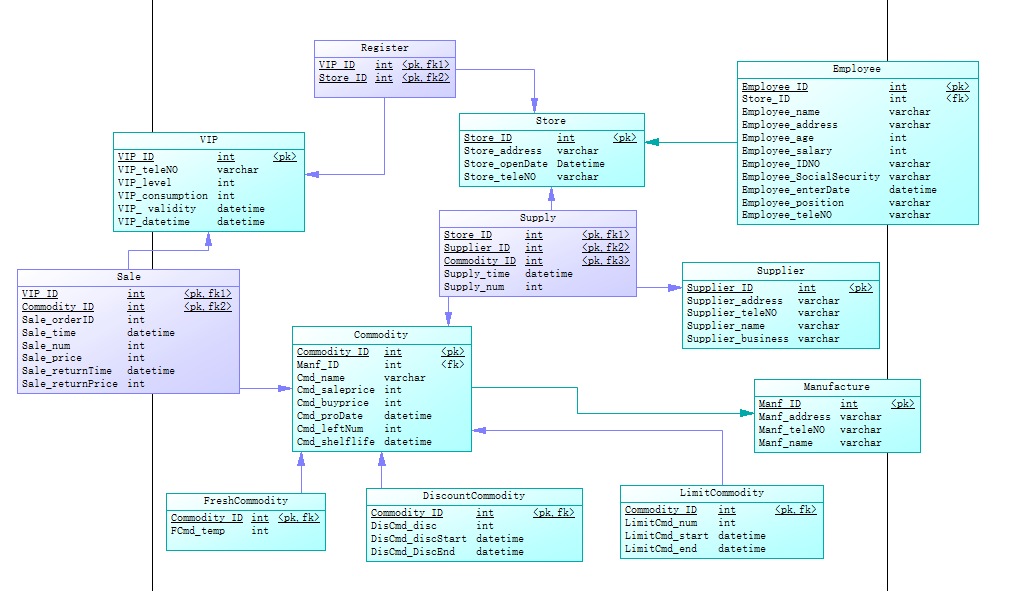 Register
VIP_ID int <pk,fk1>
Store_ID int <pk,fk2>
Employee
Employee_ID int <pk>
Store_ID int <fk>
Employee_name varchar
Employee_address varchar
Employee_age int
Employee_salary int
Employee_IDNO varchar
Employee_SocialSecurity varchar
Employee_enterDate datetime
Employee_position varchar
Employee_teleNO varchar
Store
Store_ID int <pk>
Store_address varchar
Store_openDate Datetime
Store_teleNO varchar
VIP
VIP_ID int <pk>
VIP_teleNO varchar
VIP_level int
VIP_consumption int
VIP_ validity datetime
VIP_datetime datetime
Supply
Store_ID int <pk,fk1>
Supplier_ID int <pk,fk2>
Commodity_ID int <pk,fk3>
Supply_time datetime
Supply_num int
Sale
VIP_ID int <pk,fk1>
Commodity_ID int <pk,fk2>
Sale_orderID int
Sale_time datetime
Sale_num int
Sale_price int
Sale_returnTime datetime
Sale_returnPrice int
Supplier
Supplier_ID int <pk>
Supplier_address varchar
Supplier_teleNO varchar
Supplier_name varchar
Supplier_business varchar
Commodity
Commodity_ID int <pk>
Manf_ID int <fk>
Cmd_name varchar
Cmd_saleprice int
Cmd_buyprice int
Cmd_proDate datetime
Cmd_leftNum int
Cmd_shelflife datetime
Manufacture
Manf_ID int <pk>
Manf_address varchar
Manf_teleNO varchar
Manf_name varchar
FreshCommodity
Commodity_ID int <pk,fk>
FCmd_temp int
DiscountCommodity
Commodity_ID int <pk,fk>
DisCmd_disc int
DisCmd_discStart datetime
DisCmd_DiscEnd datetime
LimitCommodity
Commodity_ID int <pk,fk>
LimitCmd_num int
LimitCmd_start datetime
LimitCmd_end datetime